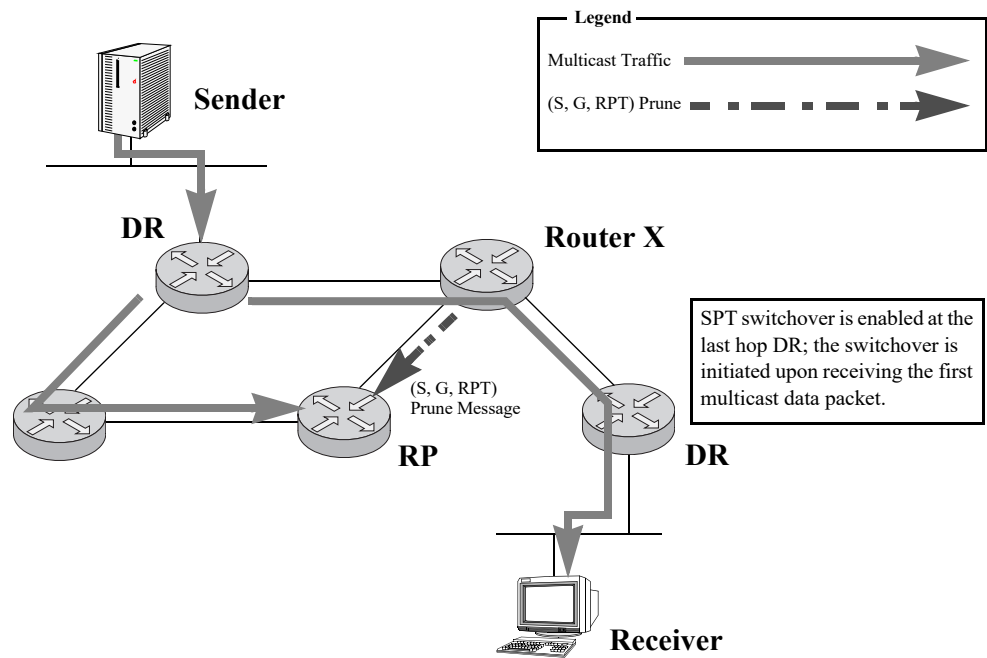 Legend
Multicast Traffic
(S, G, RPT) Prune
Sender
DR
Router X
SPT switchover is enabled at the
last hop DR; the switchover is
initiated upon receiving the first
multicast data packet.
(S, G, RPT)
Prune Message
RP
DR
Receiver